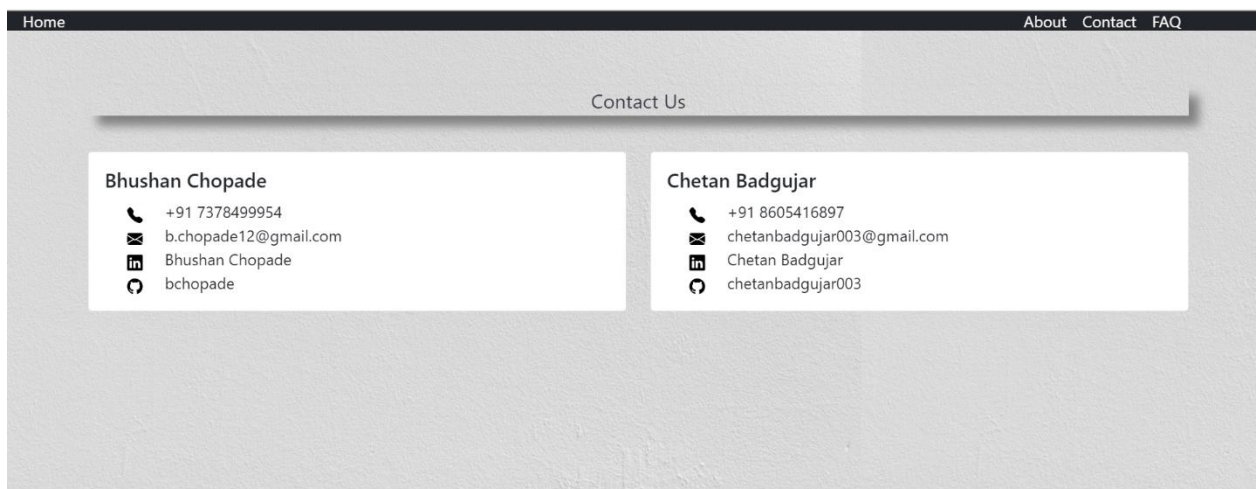 Home About Contact FAQ
Contact Us
Bhushan Chopade
+91 7378499954
b.chopade12@gmail.com
Bhushan Chopade
bchopade
Chetan Badgujar
+91 8605416897
chetanbadgujar003@gmail.com
Chetan Badgujar
chetanbadgujar003